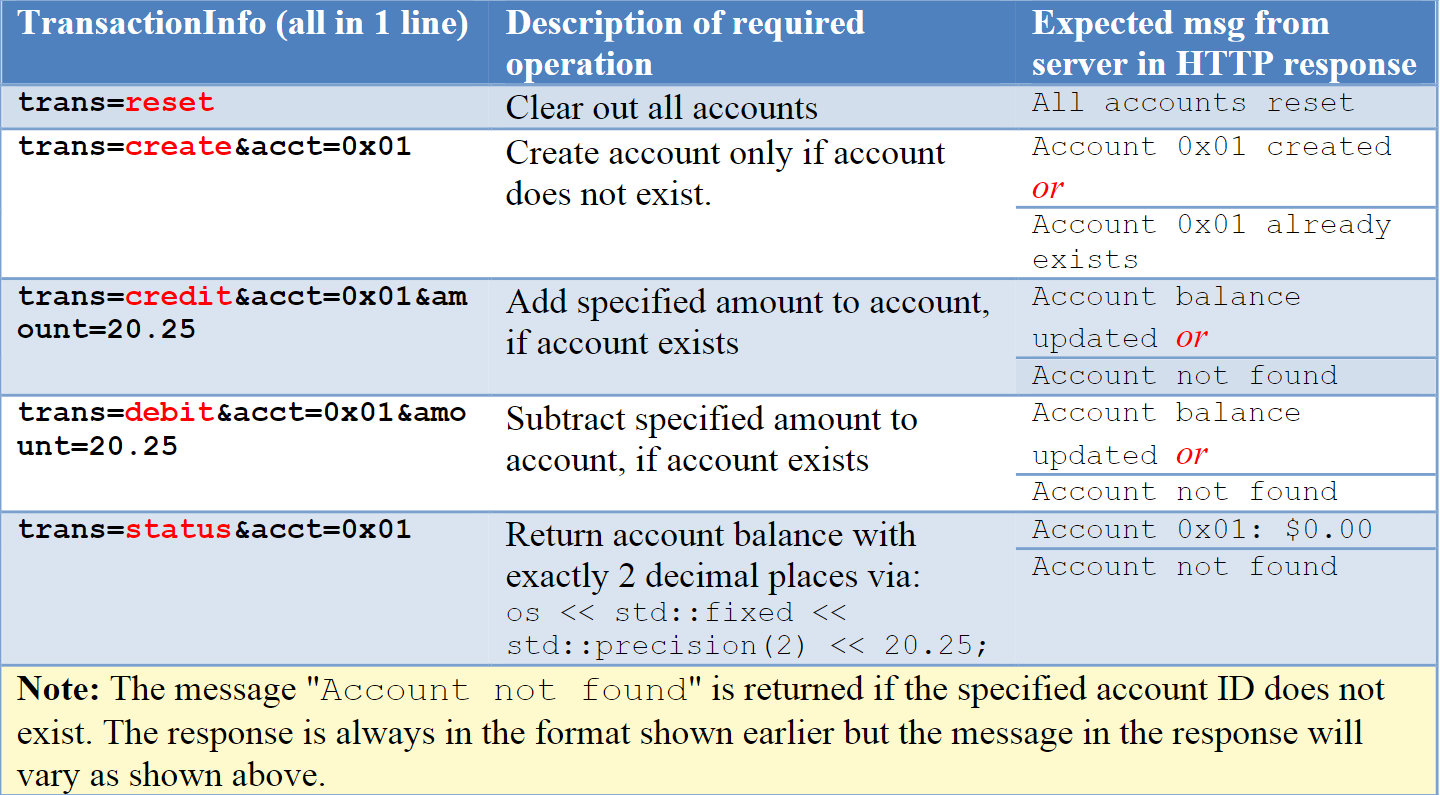 TransactionInfo (all in 1 line)
Description of required
operation
Expected msg from
server in HTTP response
trans=reset
Clear out all accounts
All accounts reset
trans=create&acct=0x01
Create account only if account
does not exist.
Account 0x01 created
or
Account 0x01 already
exists
trans=credit&acct=0x01&am
ount=20.25
Add specified amount to account,
if account exists
Account balance
updated or
Account not found
trans=debit&acct=0x01&amo
unt=20.25
Subtract specified amount to
account, if account exists
Account balance
updated or
Account not found
trans=status&acct=0x01
Return account balance with
exactly 2 decimal places via:
os << std::fixed <<
std::precision(2) << 20.25;
Account 0x01: $0.00
Account not found
Note: The message "Account not found" is returned if the specified account ID does not
exist. The response is always in the format shown earlier but the message in the response will
vary as shown above.